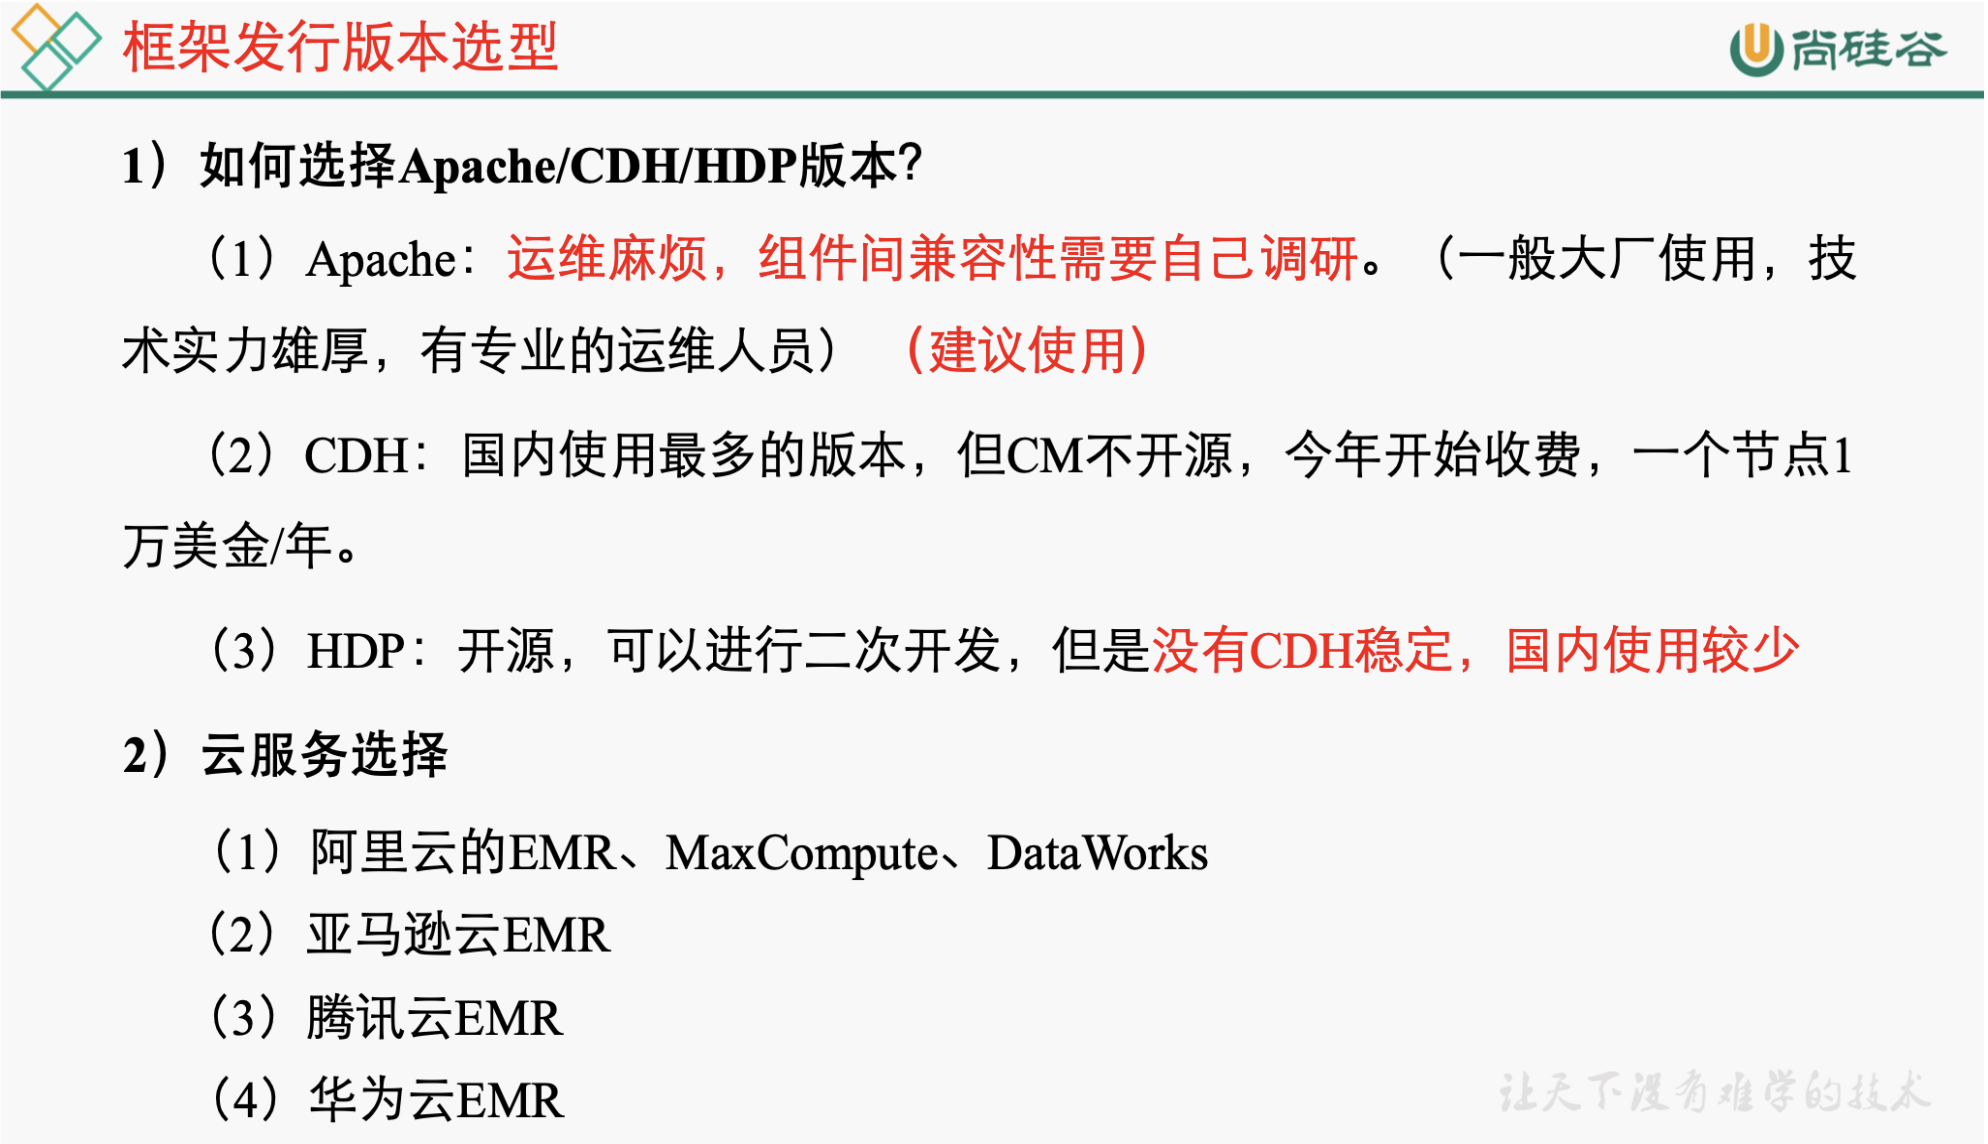 框架发行版本选型
尚硅谷
1）如何选择Apache/CDH/HDP版本？
（1）Apache：运维麻烦，组件间兼容性需要自己调研。（一般大厂使用，技
术实力雄厚，有专业的运维人员）（建议使用）
（2）CDH：国内使用最多的版本，但CM不开源，今年开始收费，一个节点1
万美金/年。
（3）HDP：开源，可以进行二次开发，但是没有CDH稳定，国内使用较少
2）云服务选择
（1）阿里云的EMR、MaxCompute、DataWorks
（2）亚马逊云EMR
（3）腾讯云EMR
（4）华为云EMR
让天下没有难学的技术